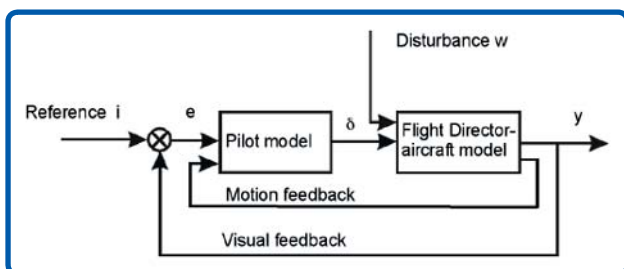 Disturbance w
Reference i
e
Pilot model
δ
Flight Director-
aircraft model
y
Motion feedback
Visual feedback